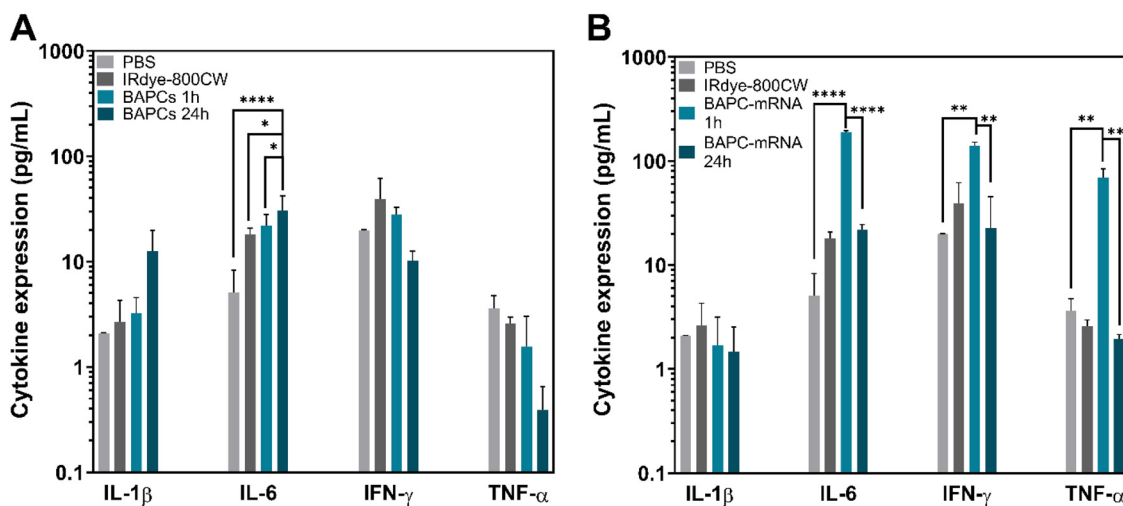 A
Cytokine expression (pg/mL)
1000
100
10
1
0.1
PBS
IRdye-800CW
BAPCs 1h
BAPCs 24h
****
*
*
IL-1β
IL-6
IFN-γ
TNF-α
B
Cytokine expression (pg/mL)
1000
100
10
1
0.1
PBS
IRdye-800CW
BAPC-mRNA
1h
BAPC-mRNA
24h
****
****
**
**
**
**
IL-1β
IL-6
IFN-γ
TNF-α